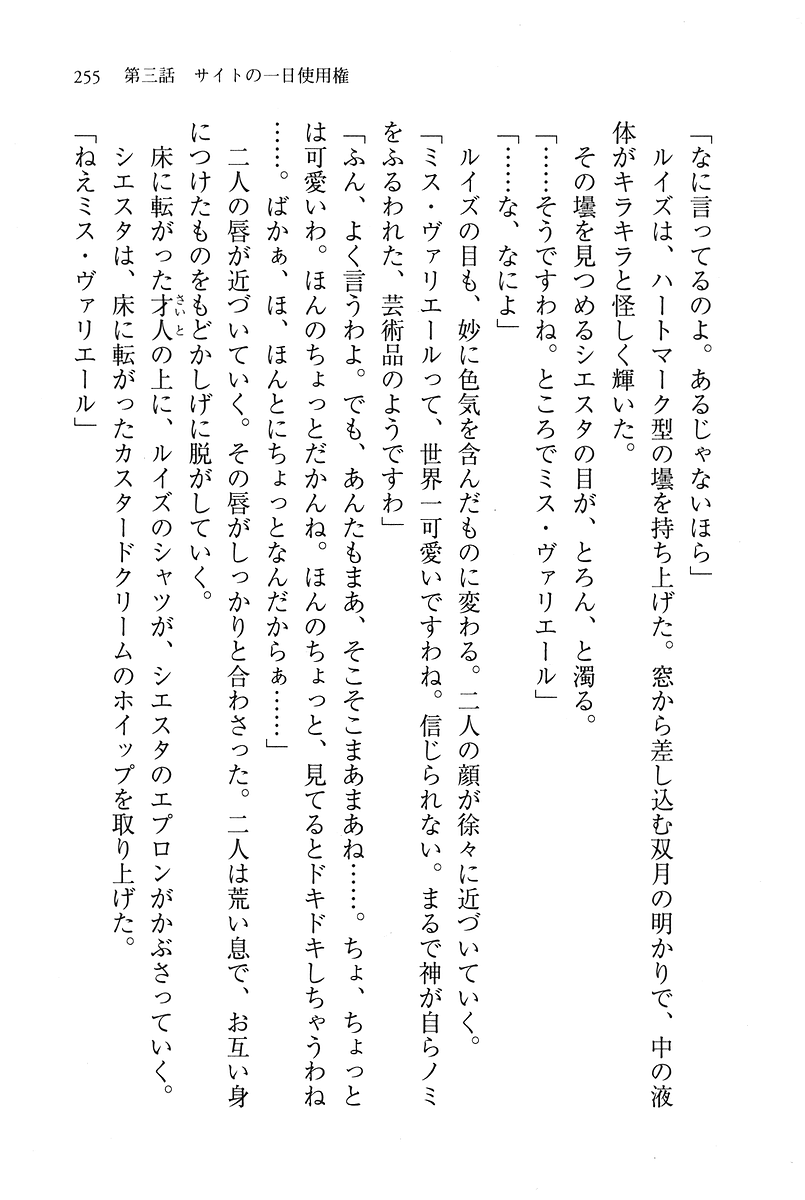 255　第三話　サイトの一日使用権
「なに言ってるのよ。あるじゃないほら」
　ルイズは、ハートマーク型の壜を持ち上げた。窓から差し込む双月の明かりで、中の液
体がキラキラと怪しく輝いた。
　その壜を見つめるシエスタの目が、とろん、と濁る。
「……そうですわね。ところでミス・ヴァリエール」
「……な、なによ」
　ルイズの目も、妙に色気を含んだものに変わる。二人の顔が徐々に近づいていく。
「ミス・ヴァリエールって、世界一可愛いですわね。信じられない。まるで神が自らノミ
をふるわれた、芸術品のようですわ」
「ふん、よく言うわよ。でも、あんたもまあ、そこそこまあまあね……。ちょ、ちょっと
は可愛いわ。ほんのちょっとだかんね。ほんのちょっと、見てるとドキドキしちゃうわね
……。ばかぁ、ほ、ほんとにちょっとなんだからぁ……」
　二人の唇が近づいていく。その唇がしっかりと合わさった。二人は荒い息で、お互い身
につけたものをもどかしげに脱がしていく。
　床に転がった才人さいとの上に、ルイズのシャツが、シエスタのエプロンがかぶさっていく。
　シエスタは、床に転がったカスタードクリームのホイップを取り上げた。
「ねえミス・ヴァリエール」